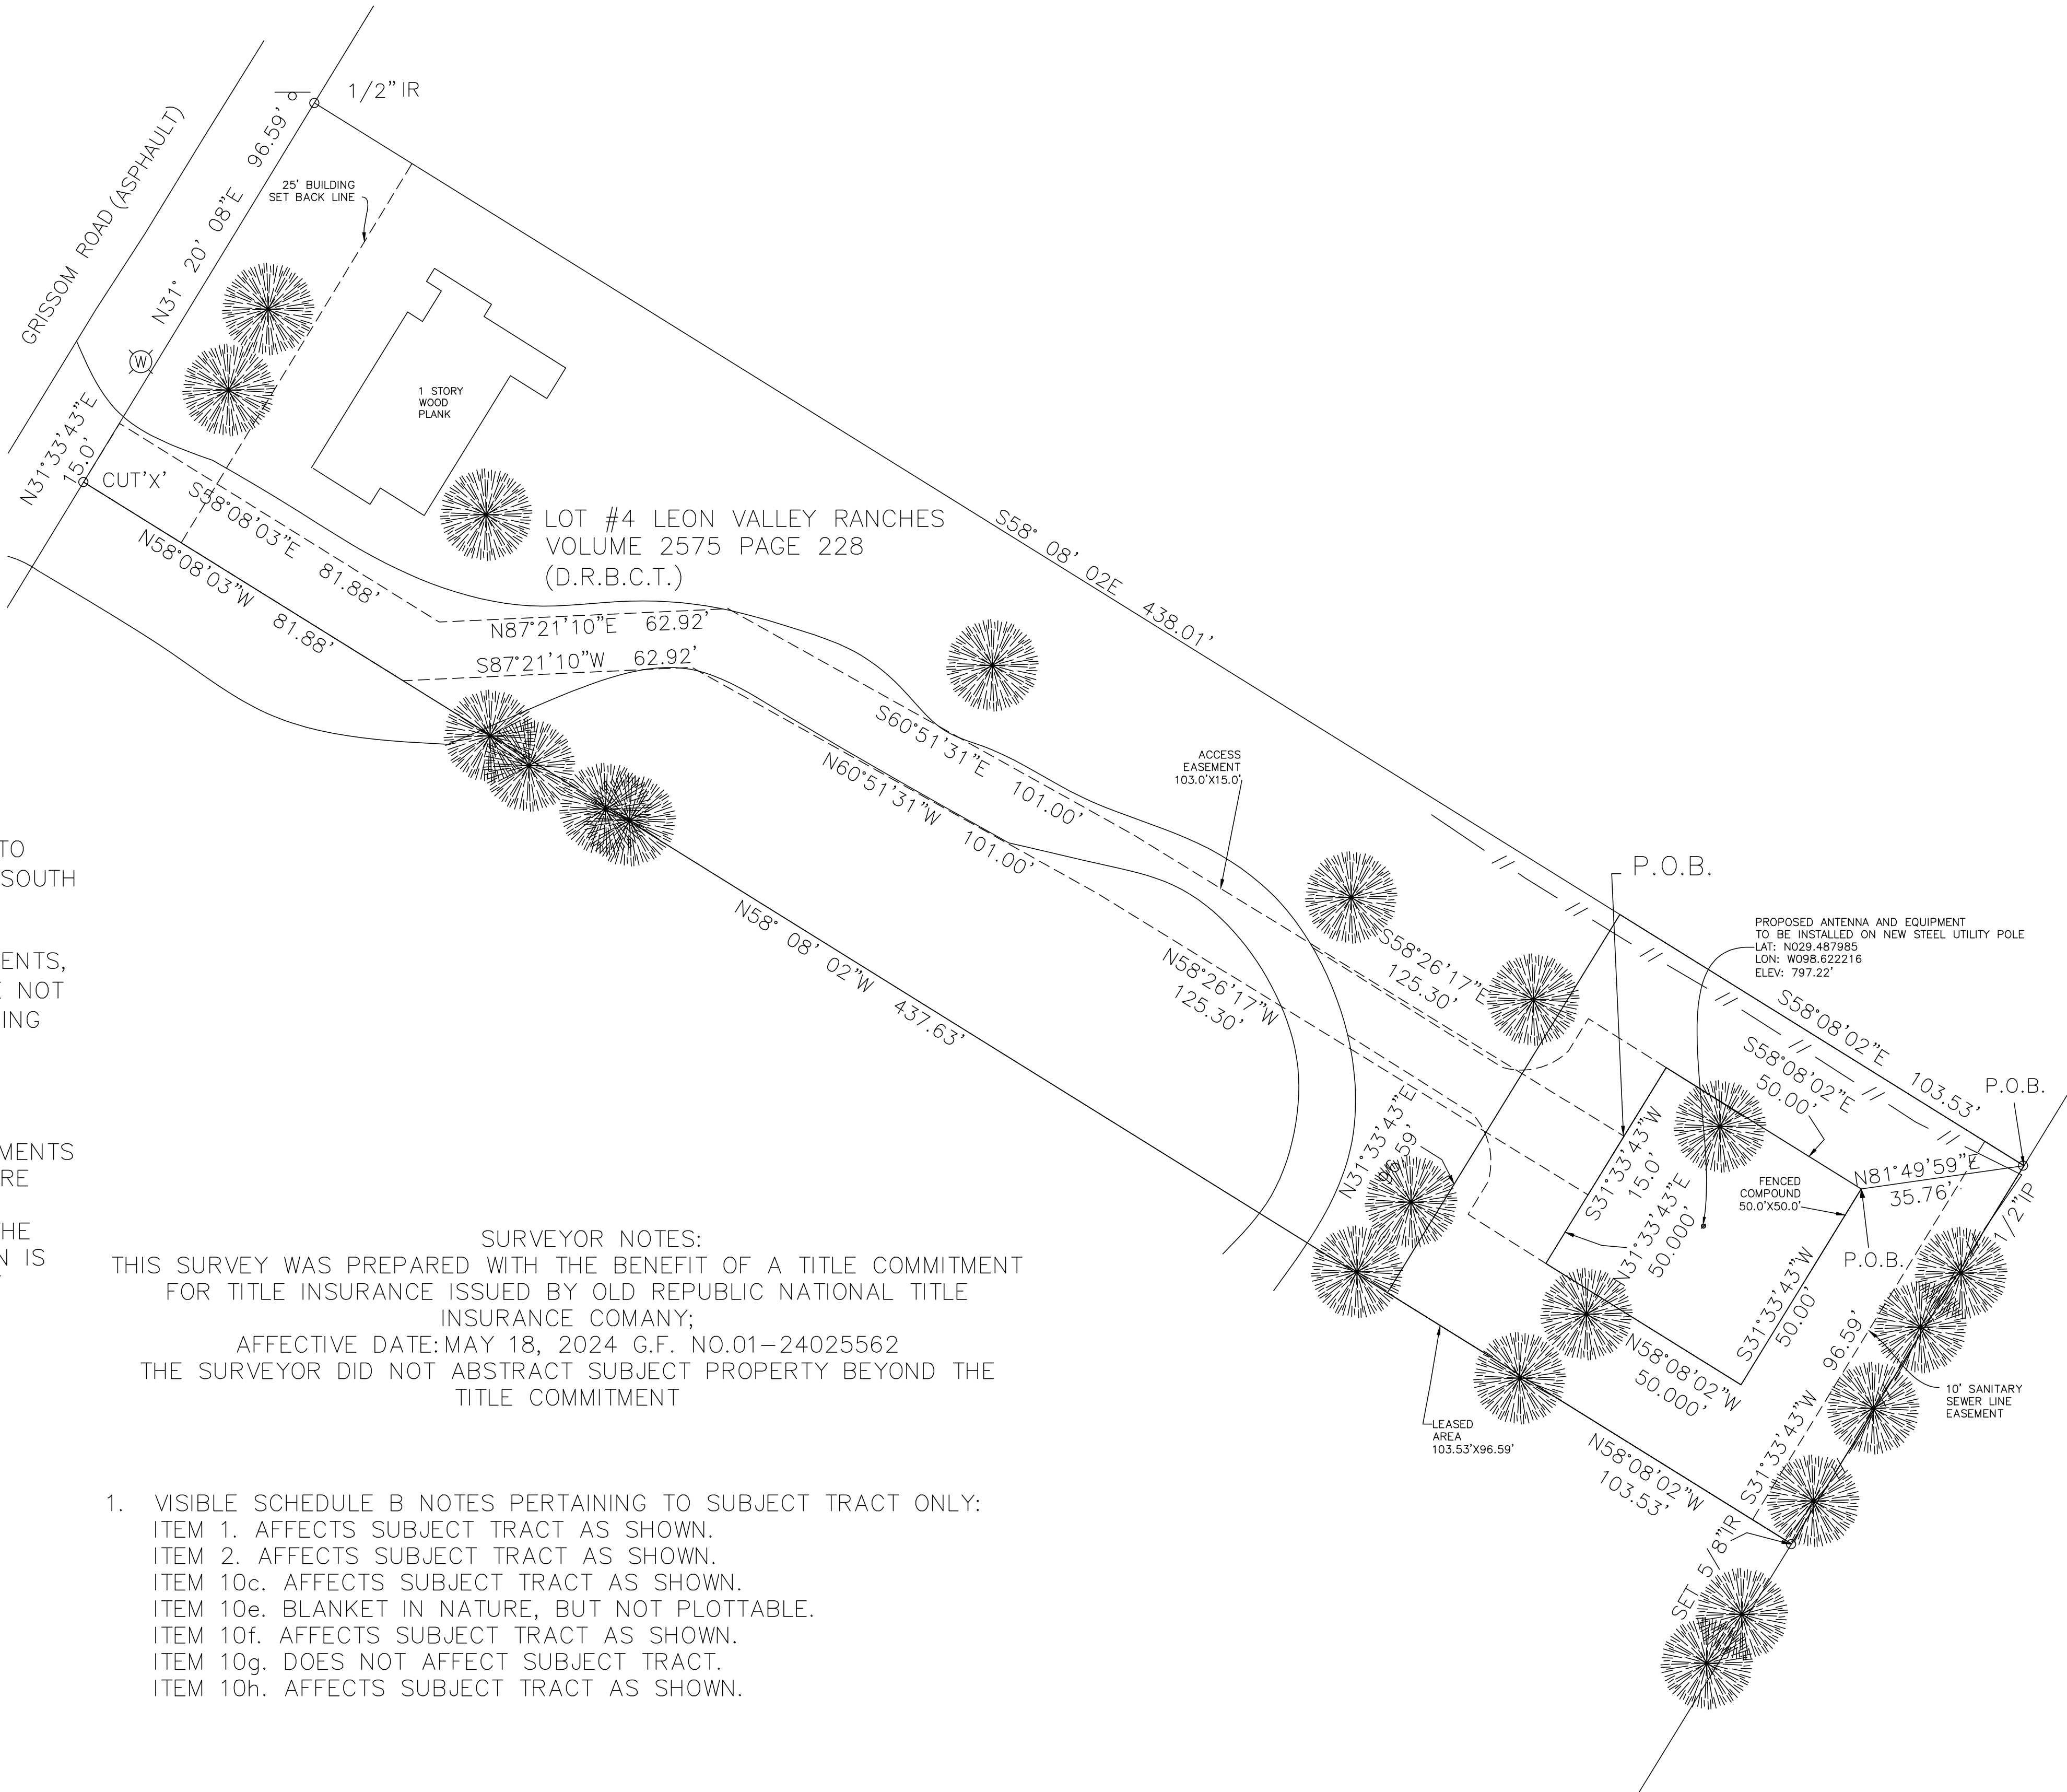 1/2" IR
GRISSOM ROAD (ASPHAULT)
N31° 20' 08"E 96.59'
25' BUILDING
SET BACK LINE
W
1 STORY
WOOD
PLANK
N31°33'43"E
15.0'
CUT'X'
S58°08'03"E 81.88'
N58°08'03"W 81.88'
LOT #4 LEON VALLEY RANCHES
VOLUME 2575 PAGE 228
(D.R.B.C.T.)
S58° 08' 02E 438.01'
N87°21'10"E 62.92'
S87°21'10"W 62.92'
S60°51'31"E 101.00'
N60°51'31"W 101.00'
ACCESS
EASEMENT
103.0'X15.0'
N58° 08' 02"W 437.63'
S58°26'17"E
125.30'
N58°26'17"W
125.30'
P.O.B.
PROPOSED ANTENNA AND EQUIPMENT
TO BE INSTALLED ON NEW STEEL UTILITY POLE
LAT: N029.487985
LON: W098.622216
ELEV: 797.22'
S58°08'02"E 103.53'
S58°08'02"E
50.00'
P.O.B.
N81°49'59"E
35.76'
FENCED
COMPOUND
50.0'X50.0'
P.O.B.
1/2"IP
N31°33'43"E
96.59'
S31°33'43"W
15.0'
N31°33'43"E
50.000'
S31°33'43"W
50.00'
N58°08'02"W
50.000'
S31°33'43"W 96.59'
10' SANITARY
SEWER LINE
EASEMENT
LEASED
AREA
103.53'X96.59'
N58°08'02"W
103.53'
SET 5/8"IR
TO
SOUTH
ENTS,
NOT
ING
MENTS
RE
HE
N IS
SURVEYOR NOTES:
THIS SURVEY WAS PREPARED WITH THE BENEFIT OF A TITLE COMMITMENT
FOR TITLE INSURANCE ISSUED BY OLD REPUBLIC NATIONAL TITLE
INSURANCE COMANY;
AFFECTIVE DATE: MAY 18, 2024 G.F. NO.01-24025562
THE SURVEYOR DID NOT ABSTRACT SUBJECT PROPERTY BEYOND THE
TITLE COMMITMENT
1. VISIBLE SCHEDULE B NOTES PERTAINING TO SUBJECT TRACT ONLY:
ITEM 1. AFFECTS SUBJECT TRACT AS SHOWN.
ITEM 2. AFFECTS SUBJECT TRACT AS SHOWN.
ITEM 10c. AFFECTS SUBJECT TRACT AS SHOWN.
ITEM 10e. BLANKET IN NATURE, BUT NOT PLOTTABLE.
ITEM 10f. AFFECTS SUBJECT TRACT AS SHOWN.
ITEM 10g. DOES NOT AFFECT SUBJECT TRACT.
ITEM 10h. AFFECTS SUBJECT TRACT AS SHOWN.